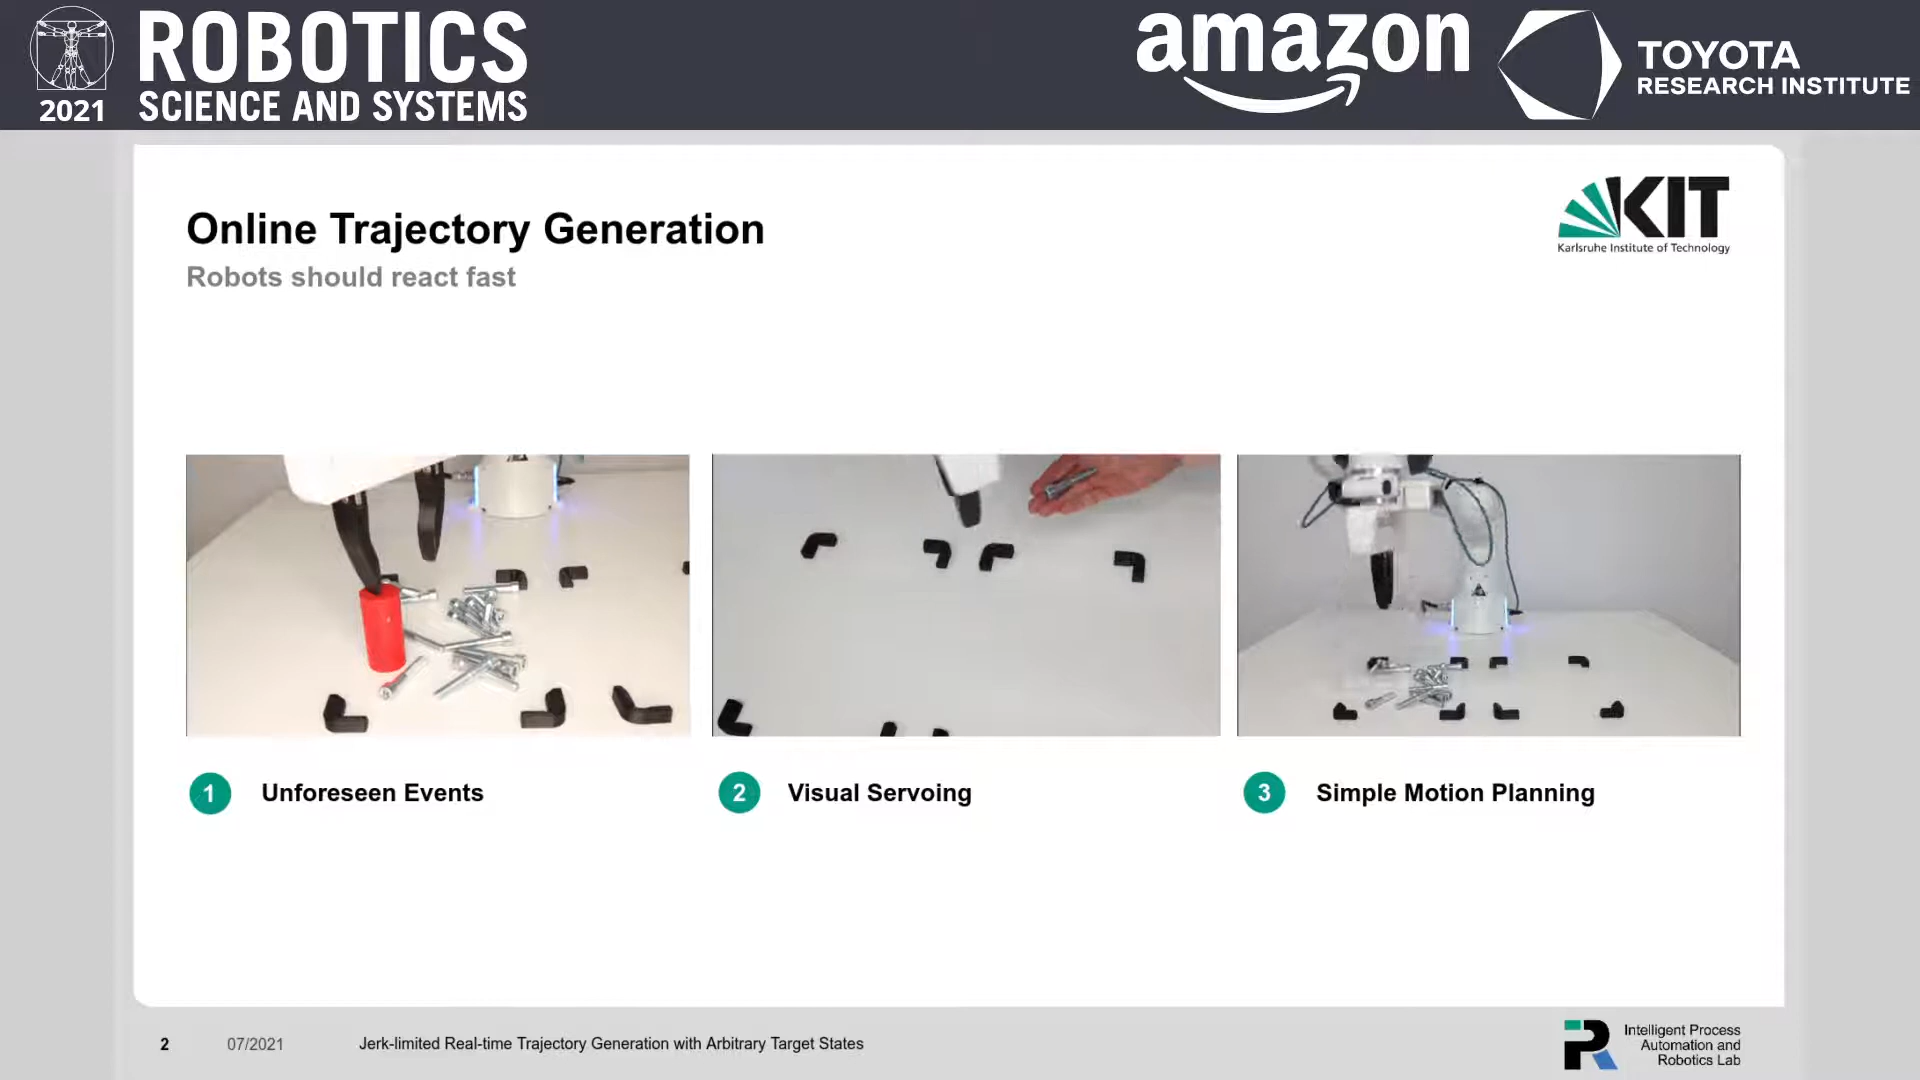 2021
ROBOTICS
SCIENCE AND SYSTEMS
amazon
TOYOTA
RESEARCH INSTITUTE
Online Trajectory Generation
Robots should react fast
KIT
Karlsruhe Institute of Technology
1 Unforeseen Events
2 Visual Servoing
3 Simple Motion Planning
2 07/2021 Jerk-limited Real-time Trajectory Generation with Arbitrary Target States
Intelligent Process
Automation and
Robotics Lab